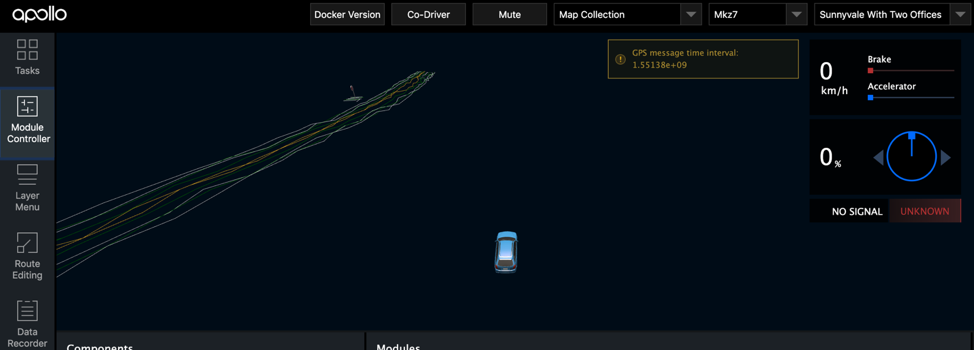 apollo
Docker Version
Co-Driver
Mute
Map Collection
Mkz7
Sunnyvale With Two Offices
Tasks
Module
Controller
Layer
Menu
Route
Editing
Data
Recorder
GPS message time interval:
1.55138e+09
0
km/h
Brake
Accelerator
0
%
NO SIGNAL
UNKNOWN
Components
Modules